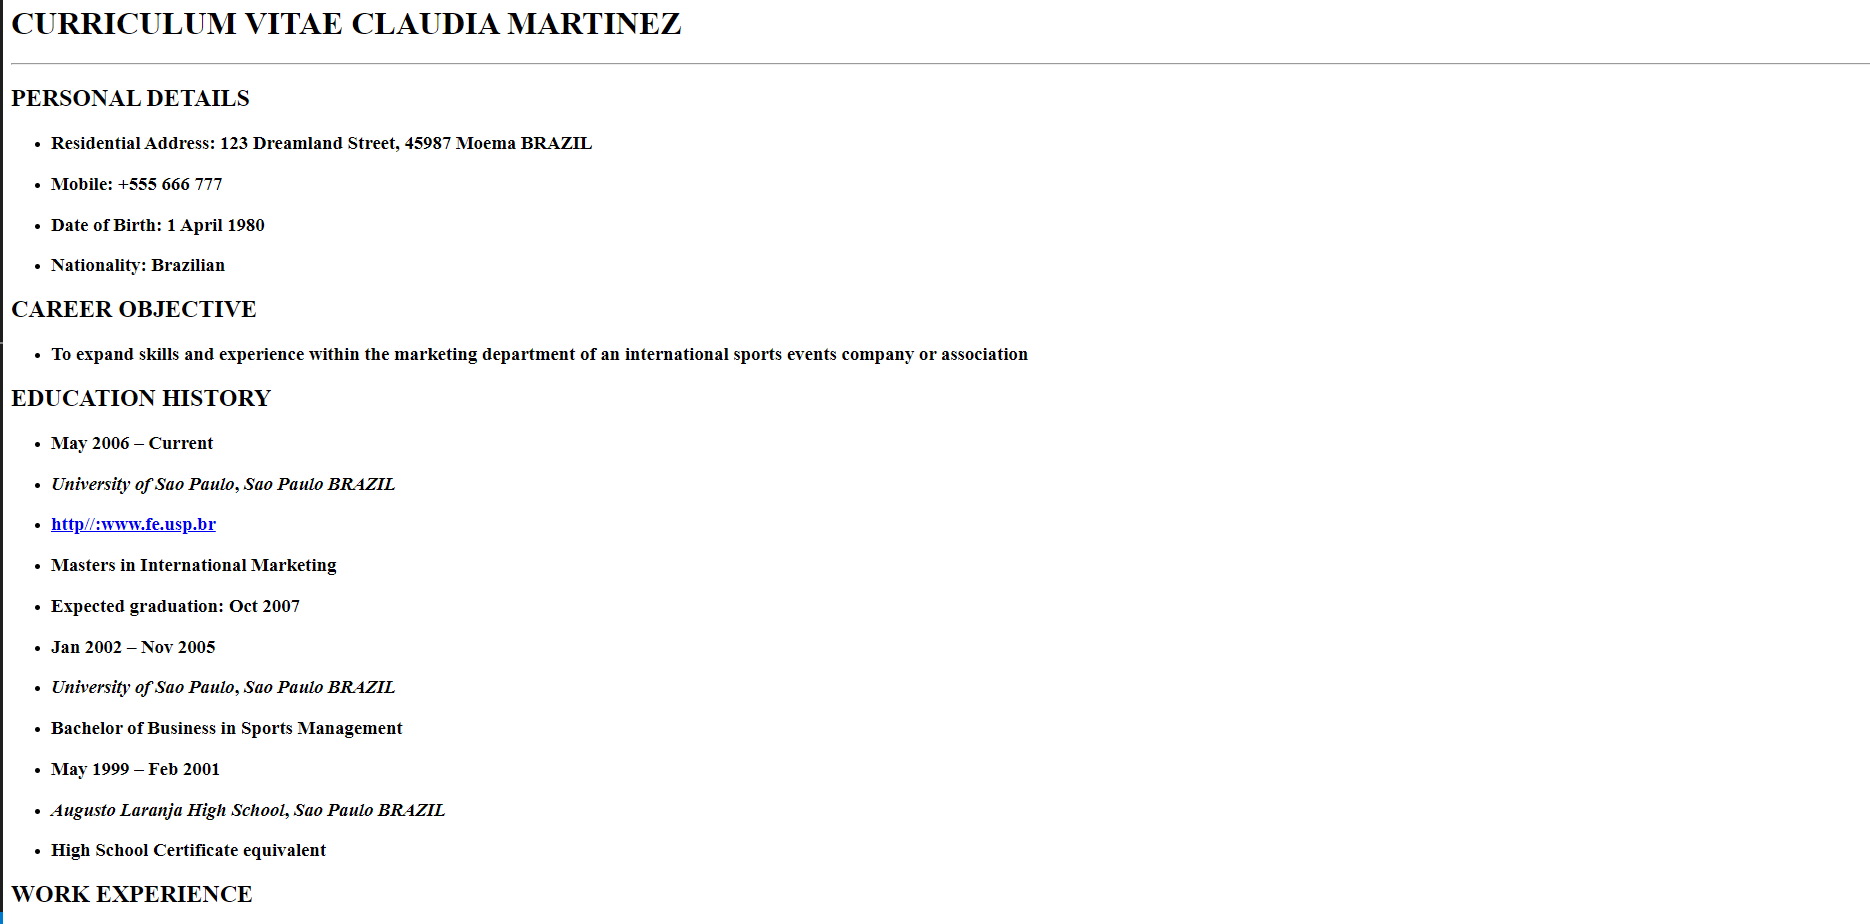 CURRICULUM VITAE CLAUDIA MARTINEZ
PERSONAL DETAILS
• Residential Address: 123 Dreamland Street, 45987 Moema BRAZIL
• Mobile: +555 666 777
• Date of Birth: 1 April 1980
• Nationality: Brazilian
CAREER OBJECTIVE
• To expand skills and experience within the marketing department of an international sports events company or association
EDUCATION HISTORY
• May 2006 – Current
• University of Sao Paulo, Sao Paulo BRAZIL
• http//:www.fe.usp.br
• Masters in International Marketing
• Expected graduation: Oct 2007
• Jan 2002 – Nov 2005
• University of Sao Paulo, Sao Paulo BRAZIL
• Bachelor of Business in Sports Management
• May 1999 – Feb 2001
• Augusto Laranja High School, Sao Paulo BRAZIL
• High School Certificate equivalent
WORK EXPERIENCE